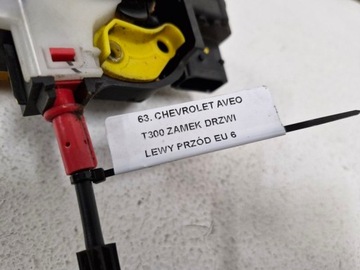 63. CHEVROLET AVEO
T300 ZAMEK DRZWI
LEWY PRZÓD EU 6